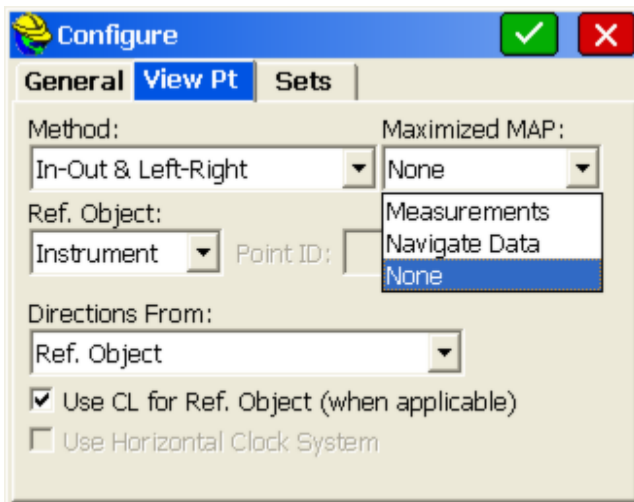 Configure
General View Pt Sets
Method: Maximized MAP:
In-Out & Left-Right None
Ref. Object: Measurements
Instrument Point ID: Navigate Data
None
Directions From:
Ref. Object
Use CL for Ref. Object (when applicable)
Use Horizontal Clock System